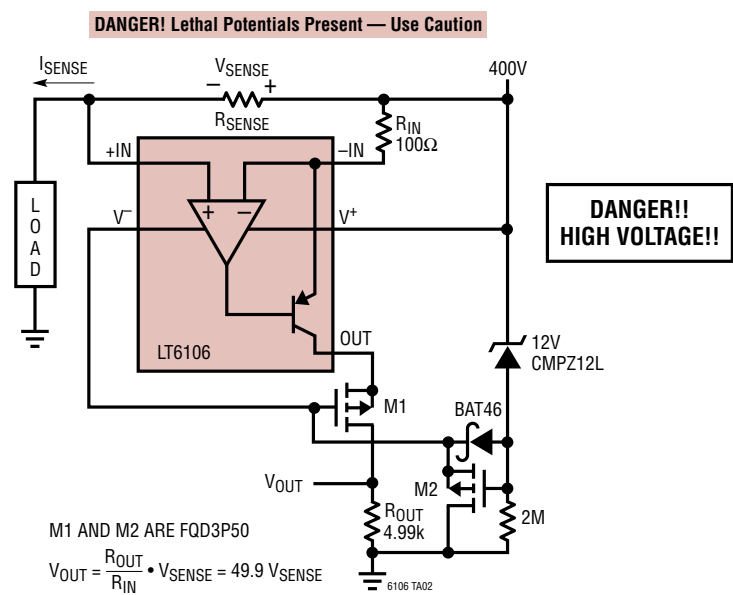 DANGER! Lethal Potentials Present — Use Caution
ISENSE
VSENSE
400V
–
+
RSENSE
RIN
100Ω
+IN
–IN
LOAD
V–
+
–
V+
DANGER!!
HIGH VOLTAGE!!
LT6106
OUT
12V
CMPZ12L
M1
BAT46
VOUT
M2
2M
ROUT
4.99k
M1 AND M2 ARE FQD3P50
VOUT = ROUT/RIN • VSENSE = 49.9 VSENSE
6106 TA02